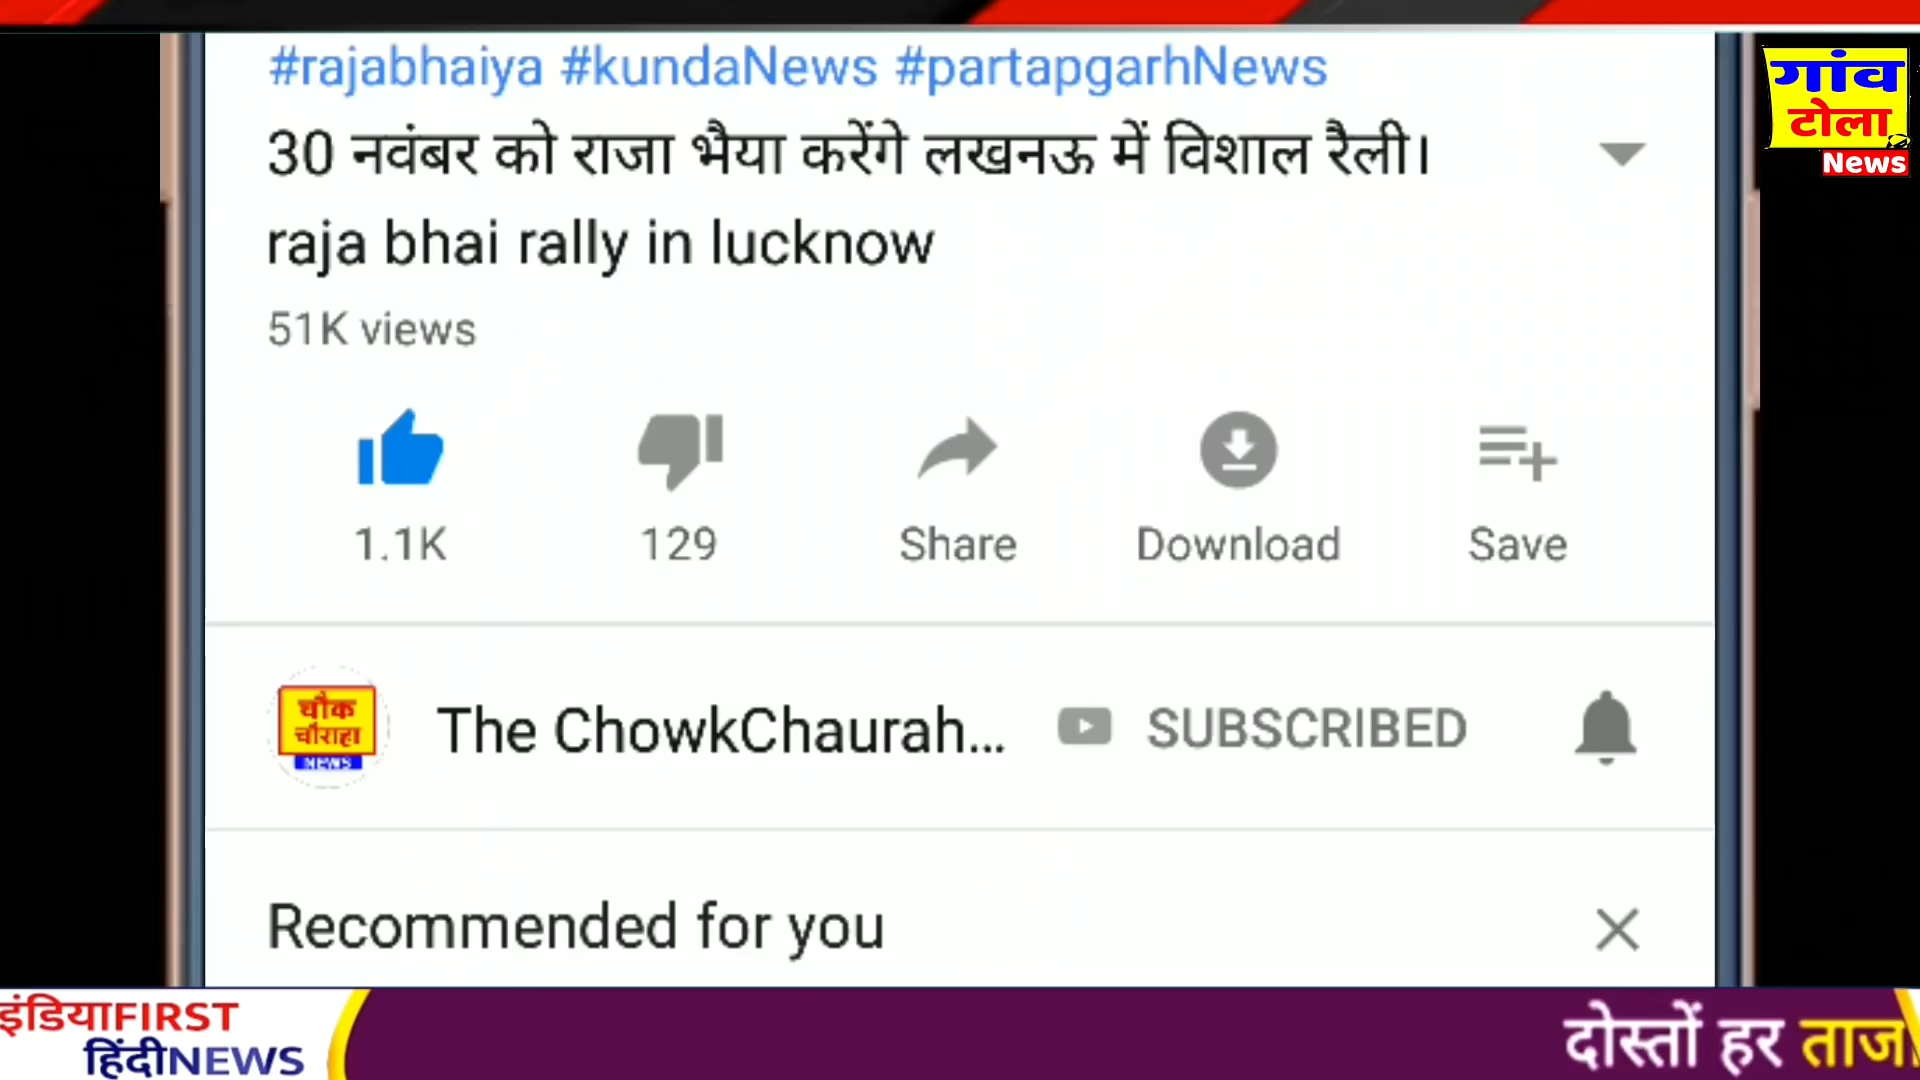 #rajabhaiya #kundaNews #partapgarhNews
30 नवंबर को राजा भैया करेंगे लखनऊ में विशाल रैली।
raja bhai rally in lucknow
51K views
1.1K
129
Share
Download
Save
चौक
चौराहा
NEWS
The ChowkChaurah...
SUBSCRIBED
Recommended for you
गांव
टोला
News
इंडियाFIRST
हिंदीNEWS
दोस्तों हर ताज